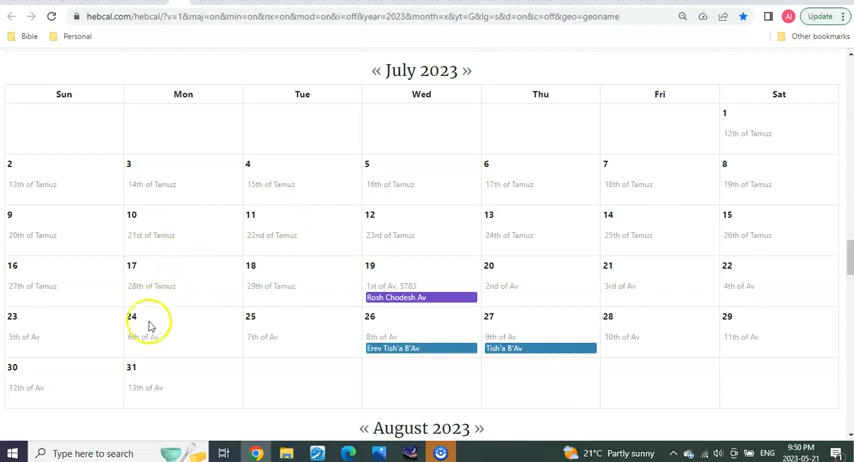 hebcal.com/hebcal/?v=1&maj=on&min=on&nx=on&mod=on&i=off&year=2023&month=x&yt=G&lg=s&d=on&c=off&geo=geoname
AI
Update
Bible
Personal
Other bookmarks
« July 2023 »
Sun Mon Tue Wed Thu Fri Sat
1
12th of Tamuz
2 3 4 5 6 7 8
13th of Tamuz 14th of Tamuz 15th of Tamuz 16th of Tamuz 17th of Tamuz 18th of Tamuz 19th of Tamuz
9 10 11 12 13 14 15
20th of Tamuz 21st of Tamuz 22nd of Tamuz 23rd of Tamuz 24th of Tamuz 25th of Tamuz 26th of Tamuz
16 17 18 19 20 21 22
27th of Tamuz 28th of Tamuz 29th of Tamuz 1st of Av, 5783 2nd of Av 3rd of Av 4th of Av
Rosh Chodesh Av
23 24 25 26 27 28 29
5th of Av 6th of Av 7th of Av 8th of Av 9th of Av 10th of Av 11th of Av
Erev Tish'a B'Av Tish'a B'Av
30 31
12th of Av 13th of Av
« August 2023 »
Type here to search
21°C Partly sunny
ENG
9:50 PM
2023-05-21